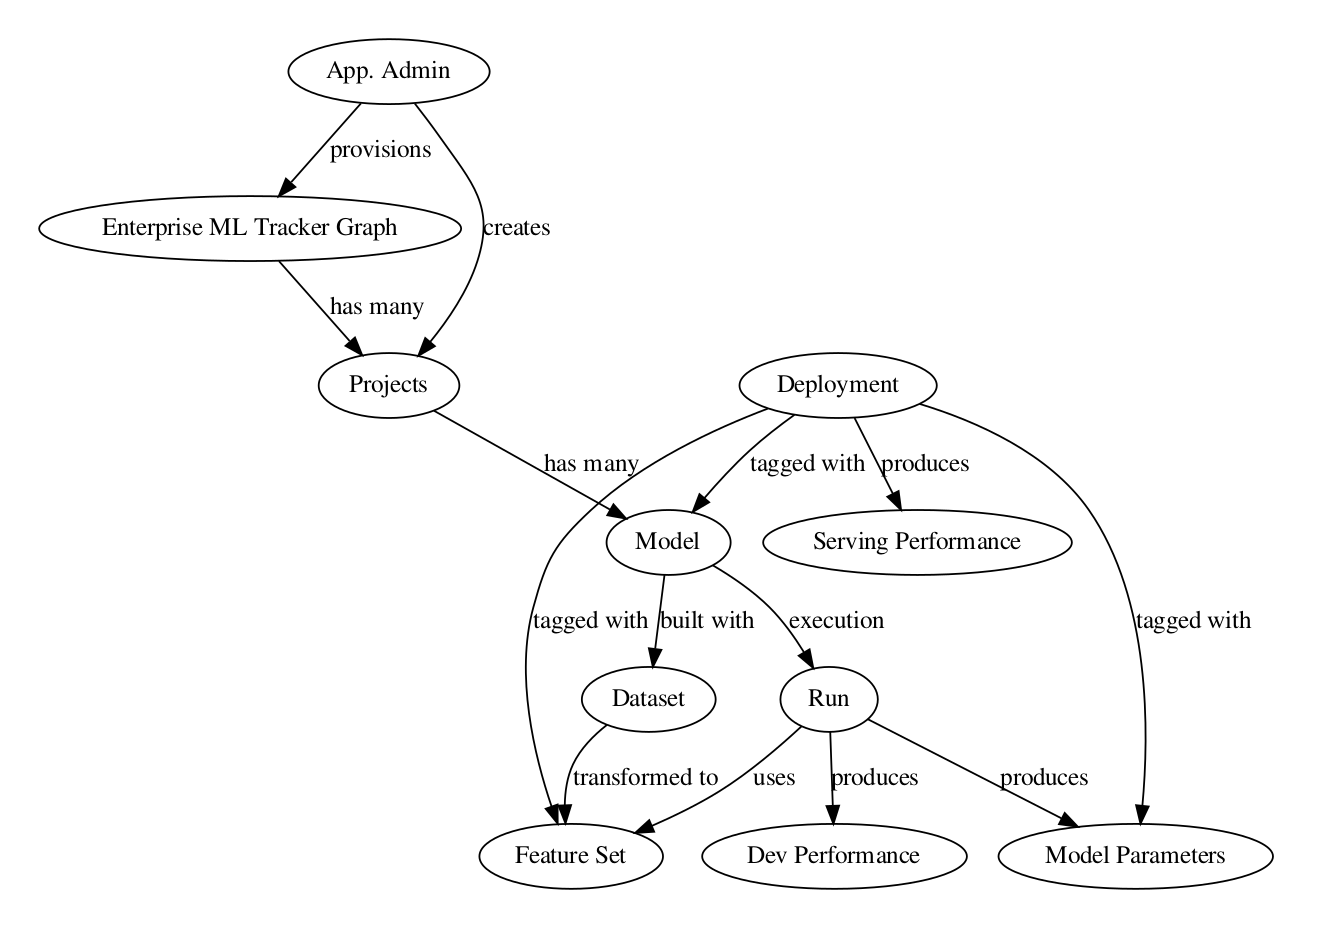 App. Admin
provisions
Enterprise ML Tracker Graph
creates
has many
Projects
Deployment
has many
tagged with
produces
Model
Serving Performance
tagged with
built with
execution
tagged with
Dataset
Run
transformed to
uses
produces
produces
Feature Set
Dev Performance
Model Parameters